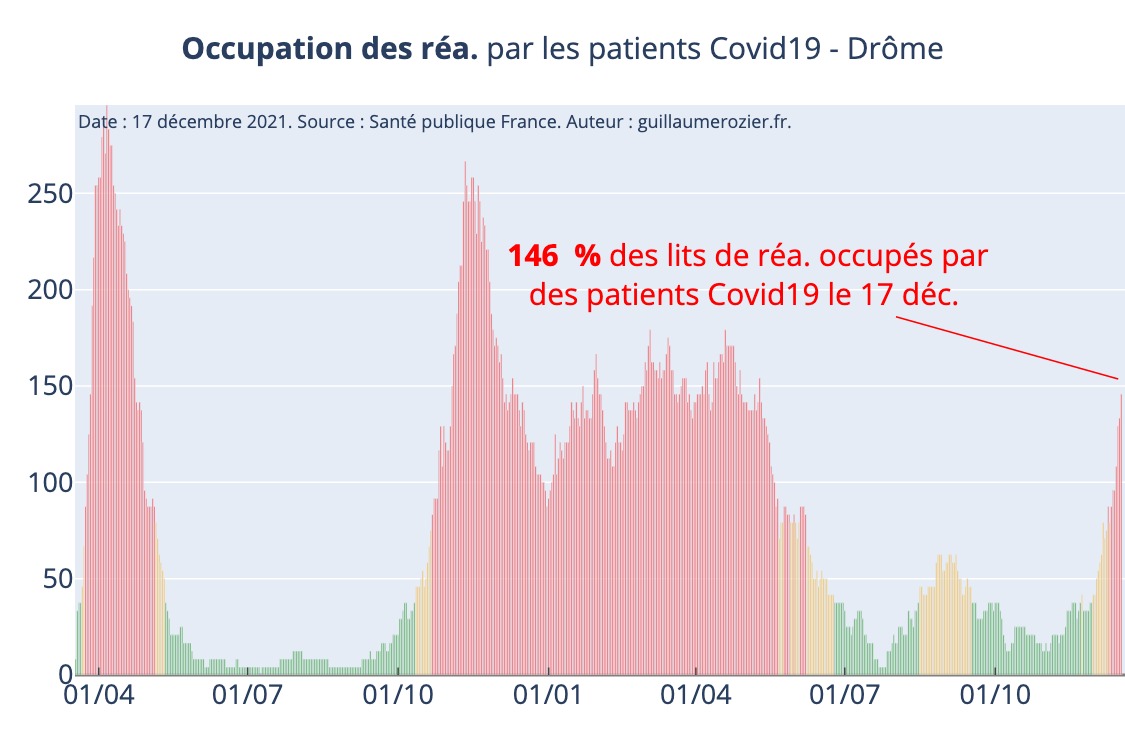 Occupation des réa. par les patients Covid19 - Drôme
Date : 17 décembre 2021. Source : Santé publique France. Auteur : guillaumerozier.fr.
250
146 % des lits de réa. occupés par
des patients Covid19 le 17 déc.
200
150
100
50
0
01/04 01/07 01/10 01/01 01/04 01/07 01/10